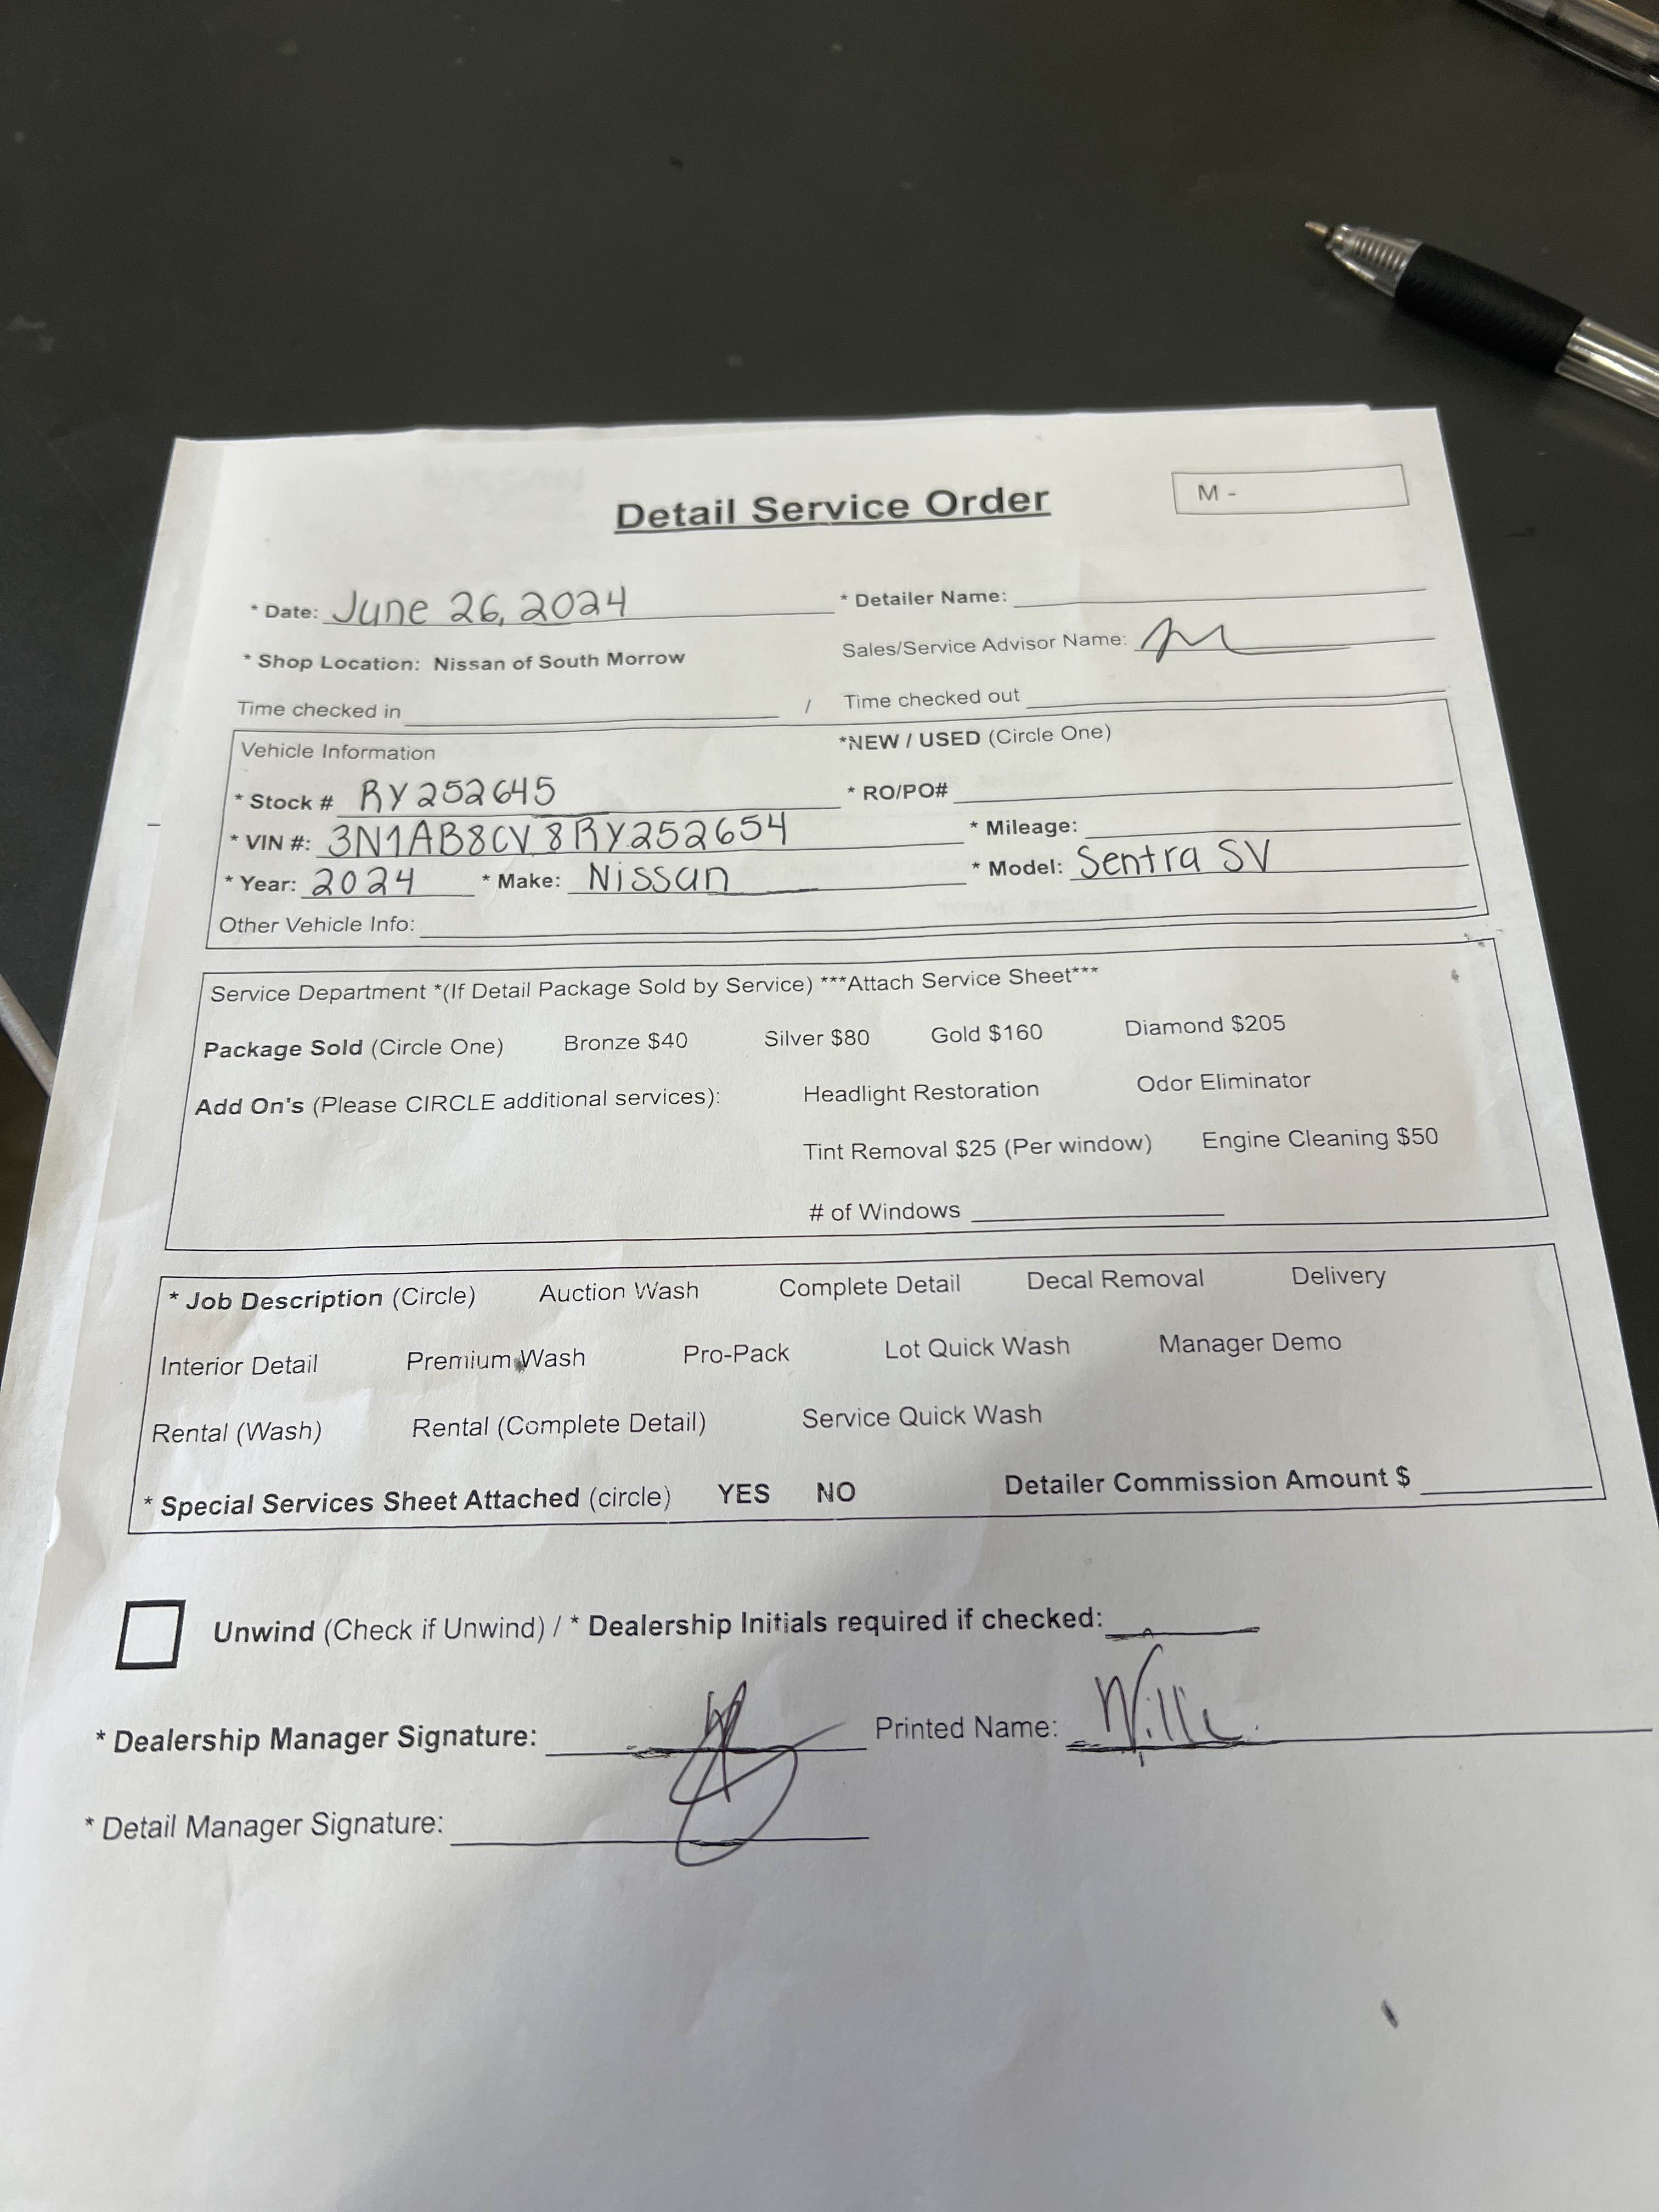 Detail Service Order
M -
* Date: June 26, 2024 * Detailer Name:
* Shop Location: Nissan of South Morrow Sales/Service Advisor Name:
Time checked in / Time checked out
Vehicle Information *NEW / USED (Circle One)
* Stock # RY252645 * RO/PO#
* VIN #: 3N1AB8CV8RY252654 * Mileage:
* Year: 2024 * Make: Nissan * Model: Sentra SV
Other Vehicle Info:
Service Department *(If Detail Package Sold by Service) ***Attach Service Sheet***
Package Sold (Circle One) Bronze $40 Silver $80 Gold $160 Diamond $205
Add On's (Please CIRCLE additional services): Headlight Restoration Odor Eliminator
Tint Removal $25 (Per window) Engine Cleaning $50
# of Windows
* Job Description (Circle) Auction Wash Complete Detail Decal Removal Delivery
Interior Detail Premium Wash Pro-Pack Lot Quick Wash Manager Demo
Rental (Wash) Rental (Complete Detail) Service Quick Wash
* Special Services Sheet Attached (circle) YES NO Detailer Commission Amount $
Unwind (Check if Unwind) / * Dealership Initials required if checked:
* Dealership Manager Signature: Printed Name:
* Detail Manager Signature: